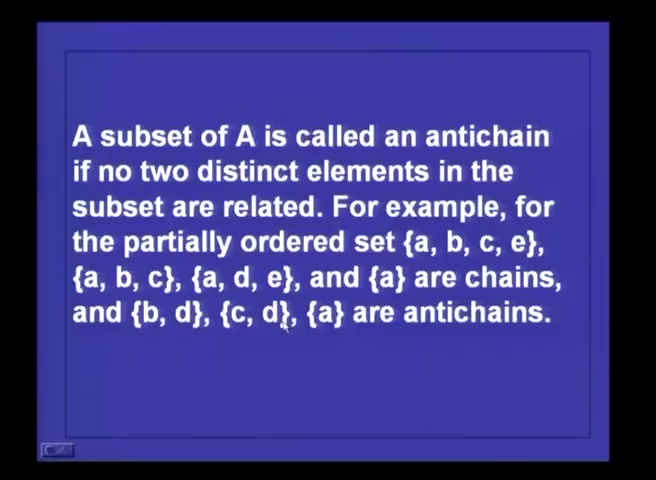 A subset of A is called an antichain
if no two distinct elements in the
subset are related. For example, for
the partially ordered set {a, b, c, e},
{a, b, c}, {a, d, e}, and {a} are chains,
and {b, d}, {c, d}, {a} are antichains.